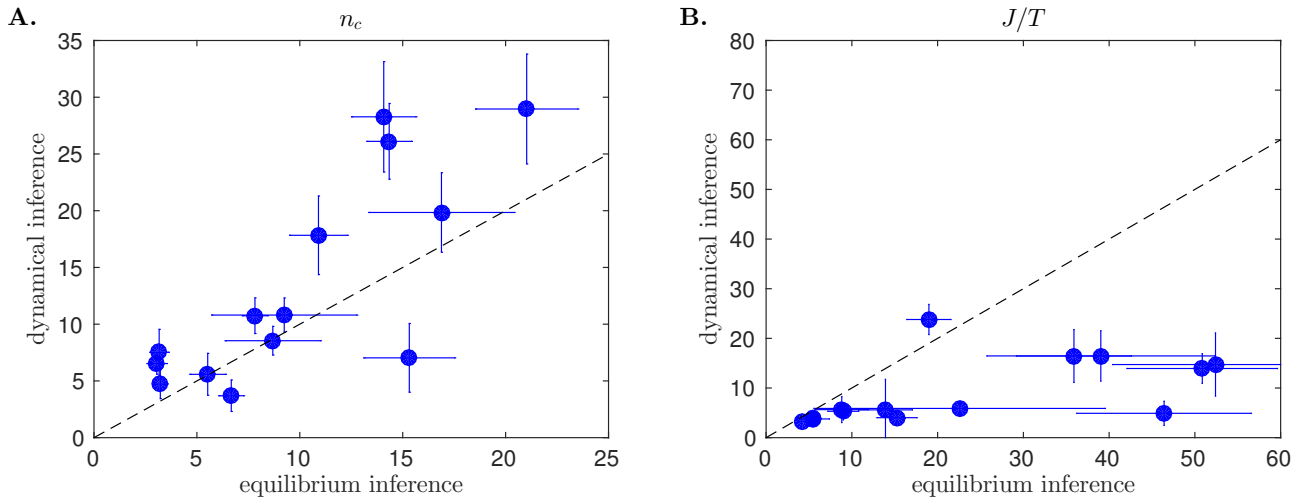 A.
n_c
35
30
25
20
15
10
5
0
dynamical inference
0 5 10 15 20 25
equilibrium inference
B.
J/T
80
70
60
50
40
30
20
10
0
dynamical inference
0 10 20 30 40 50 60
equilibrium inference